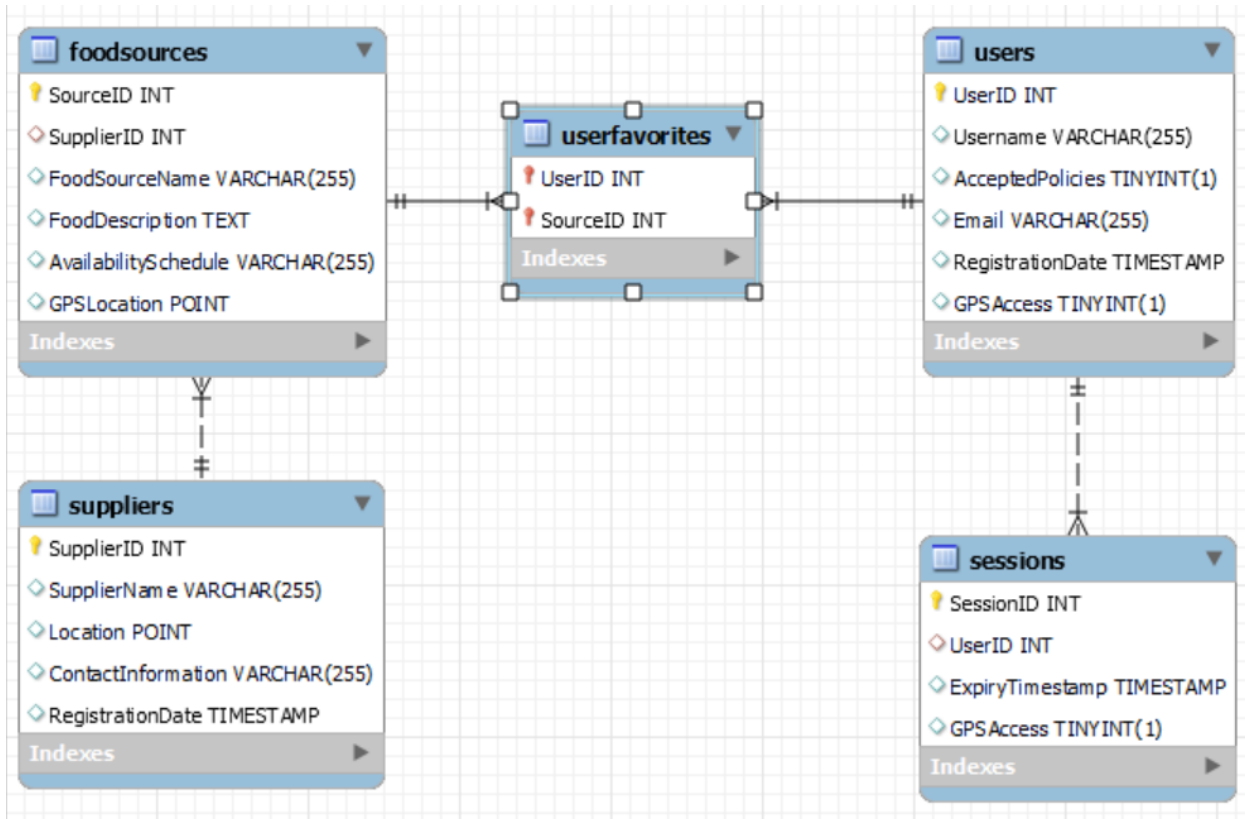 foodsources
SourceID INT
SupplierID INT
FoodSourceName VARCHAR(255)
FoodDescription TEXT
AvailabilitySchedule VARCHAR(255)
GPSLocation POINT
Indexes
userfavorites
UserID INT
SourceID INT
Indexes
users
UserID INT
Username VARCHAR(255)
AcceptedPolicies TINYINT(1)
Email VARCHAR(255)
RegistrationDate TIMESTAMP
GPSAccess TINYINT(1)
Indexes
suppliers
SupplierID INT
SupplierName VARCHAR(255)
Location POINT
ContactInformation VARCHAR(255)
RegistrationDate TIMESTAMP
Indexes
sessions
SessionID INT
UserID INT
ExpiryTimestamp TIMESTAMP
GPSAccess TINYINT(1)
Indexes